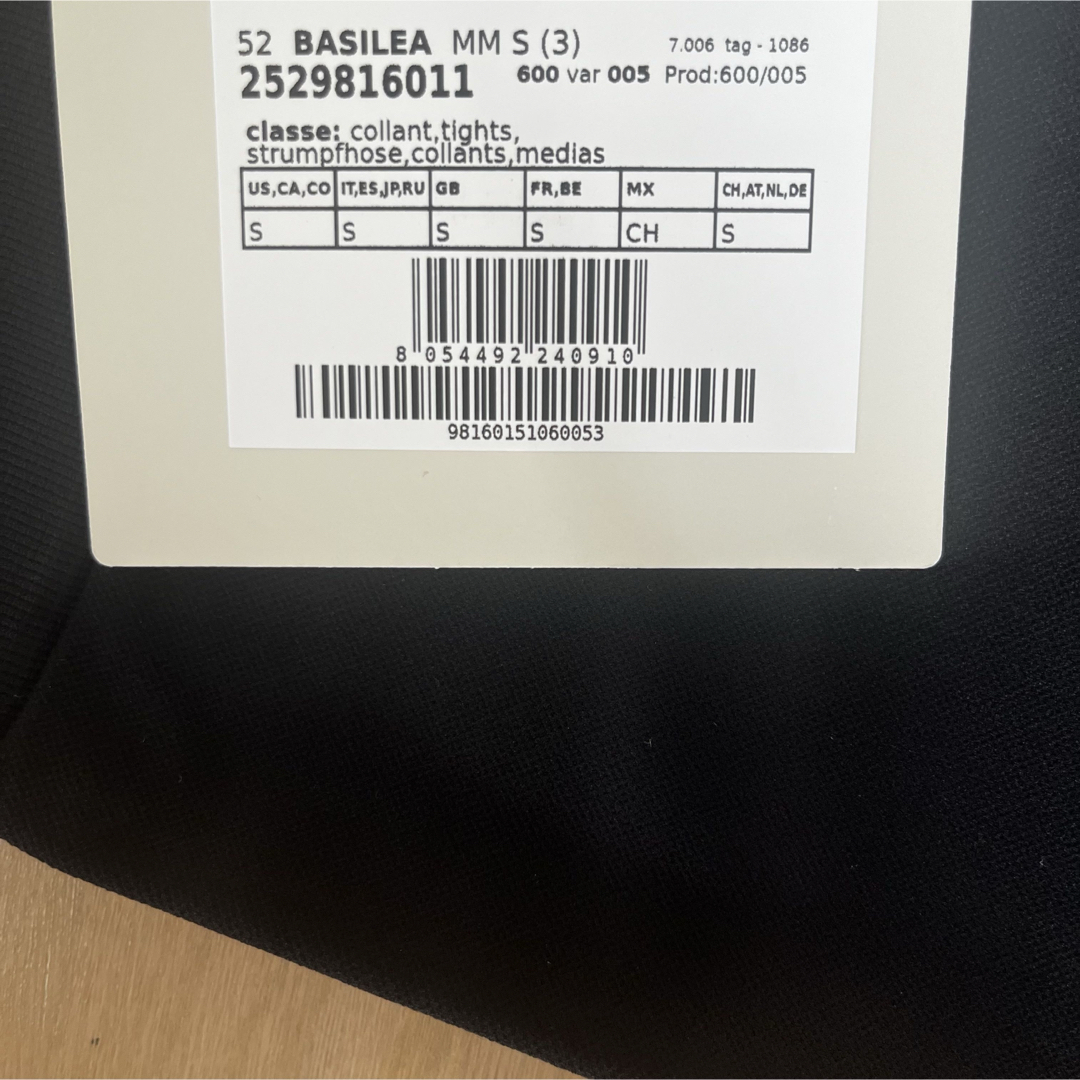 52 BASILEA MM S (3) 7.006 tag - 1086
2529816011 600 var 005 Prod:600/005
classe: collant,tights,
strumpfhose,collants,medias
US,CA,CO IT,ES,JP,RU GB FR,BE MX CH,AT,NL,DE
S S S S CH S
8 054492 240910
98160151060053